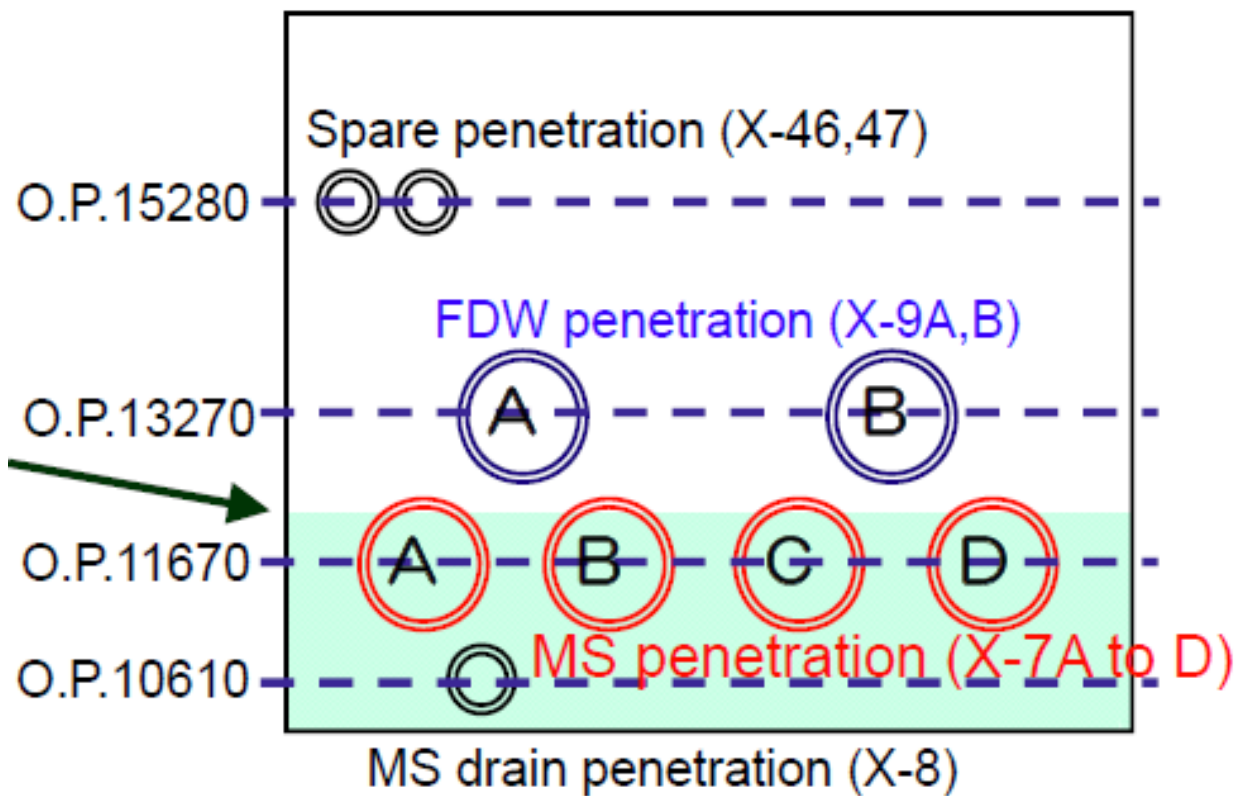 Spare penetration (X-46,47)
O.P.15280
FDW penetration (X-9A,B)
O.P.13270
A
B
O.P.11670
A
B
C
D
MS penetration (X-7A to D)
O.P.10610
MS drain penetration (X-8)